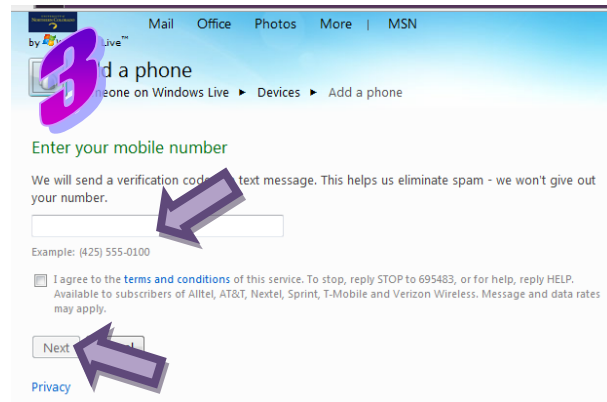 NORTHERN COLORADO
Mail Office Photos More | MSN
by Live™
3
d a phone
meone on Windows Live ► Devices ► Add a phone
Enter your mobile number
We will send a verification code text message. This helps us eliminate spam - we won't give out
your number.
Example: (425) 555-0100
I agree to the terms and conditions of this service. To stop, reply STOP to 695483, or for help, reply HELP.
Available to subscribers of Alltel, AT&T, Nextel, Sprint, T-Mobile and Verizon Wireless. Message and data rates
may apply.
Next
Privacy